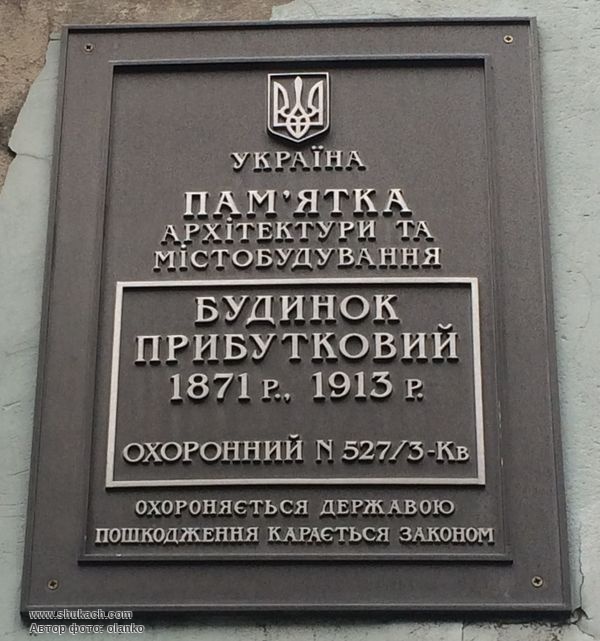 УКРАЇНА
ПАМ'ЯТКА
АРХІТЕКТУРИ ТА
МІСТОБУДУВАННЯ
БУДИНОК
ПРИБУТКОВИЙ
1871 Р., 1913 Р.
ОХОРОННИЙ N 527/3-Кв
ОХОРОНЯЄТЬСЯ ДЕРЖАВОЮ
ПОШКОДЖЕННЯ КАРАЄТЬСЯ ЗАКОНОМ
www.shukach.com
Автор фото: olanko